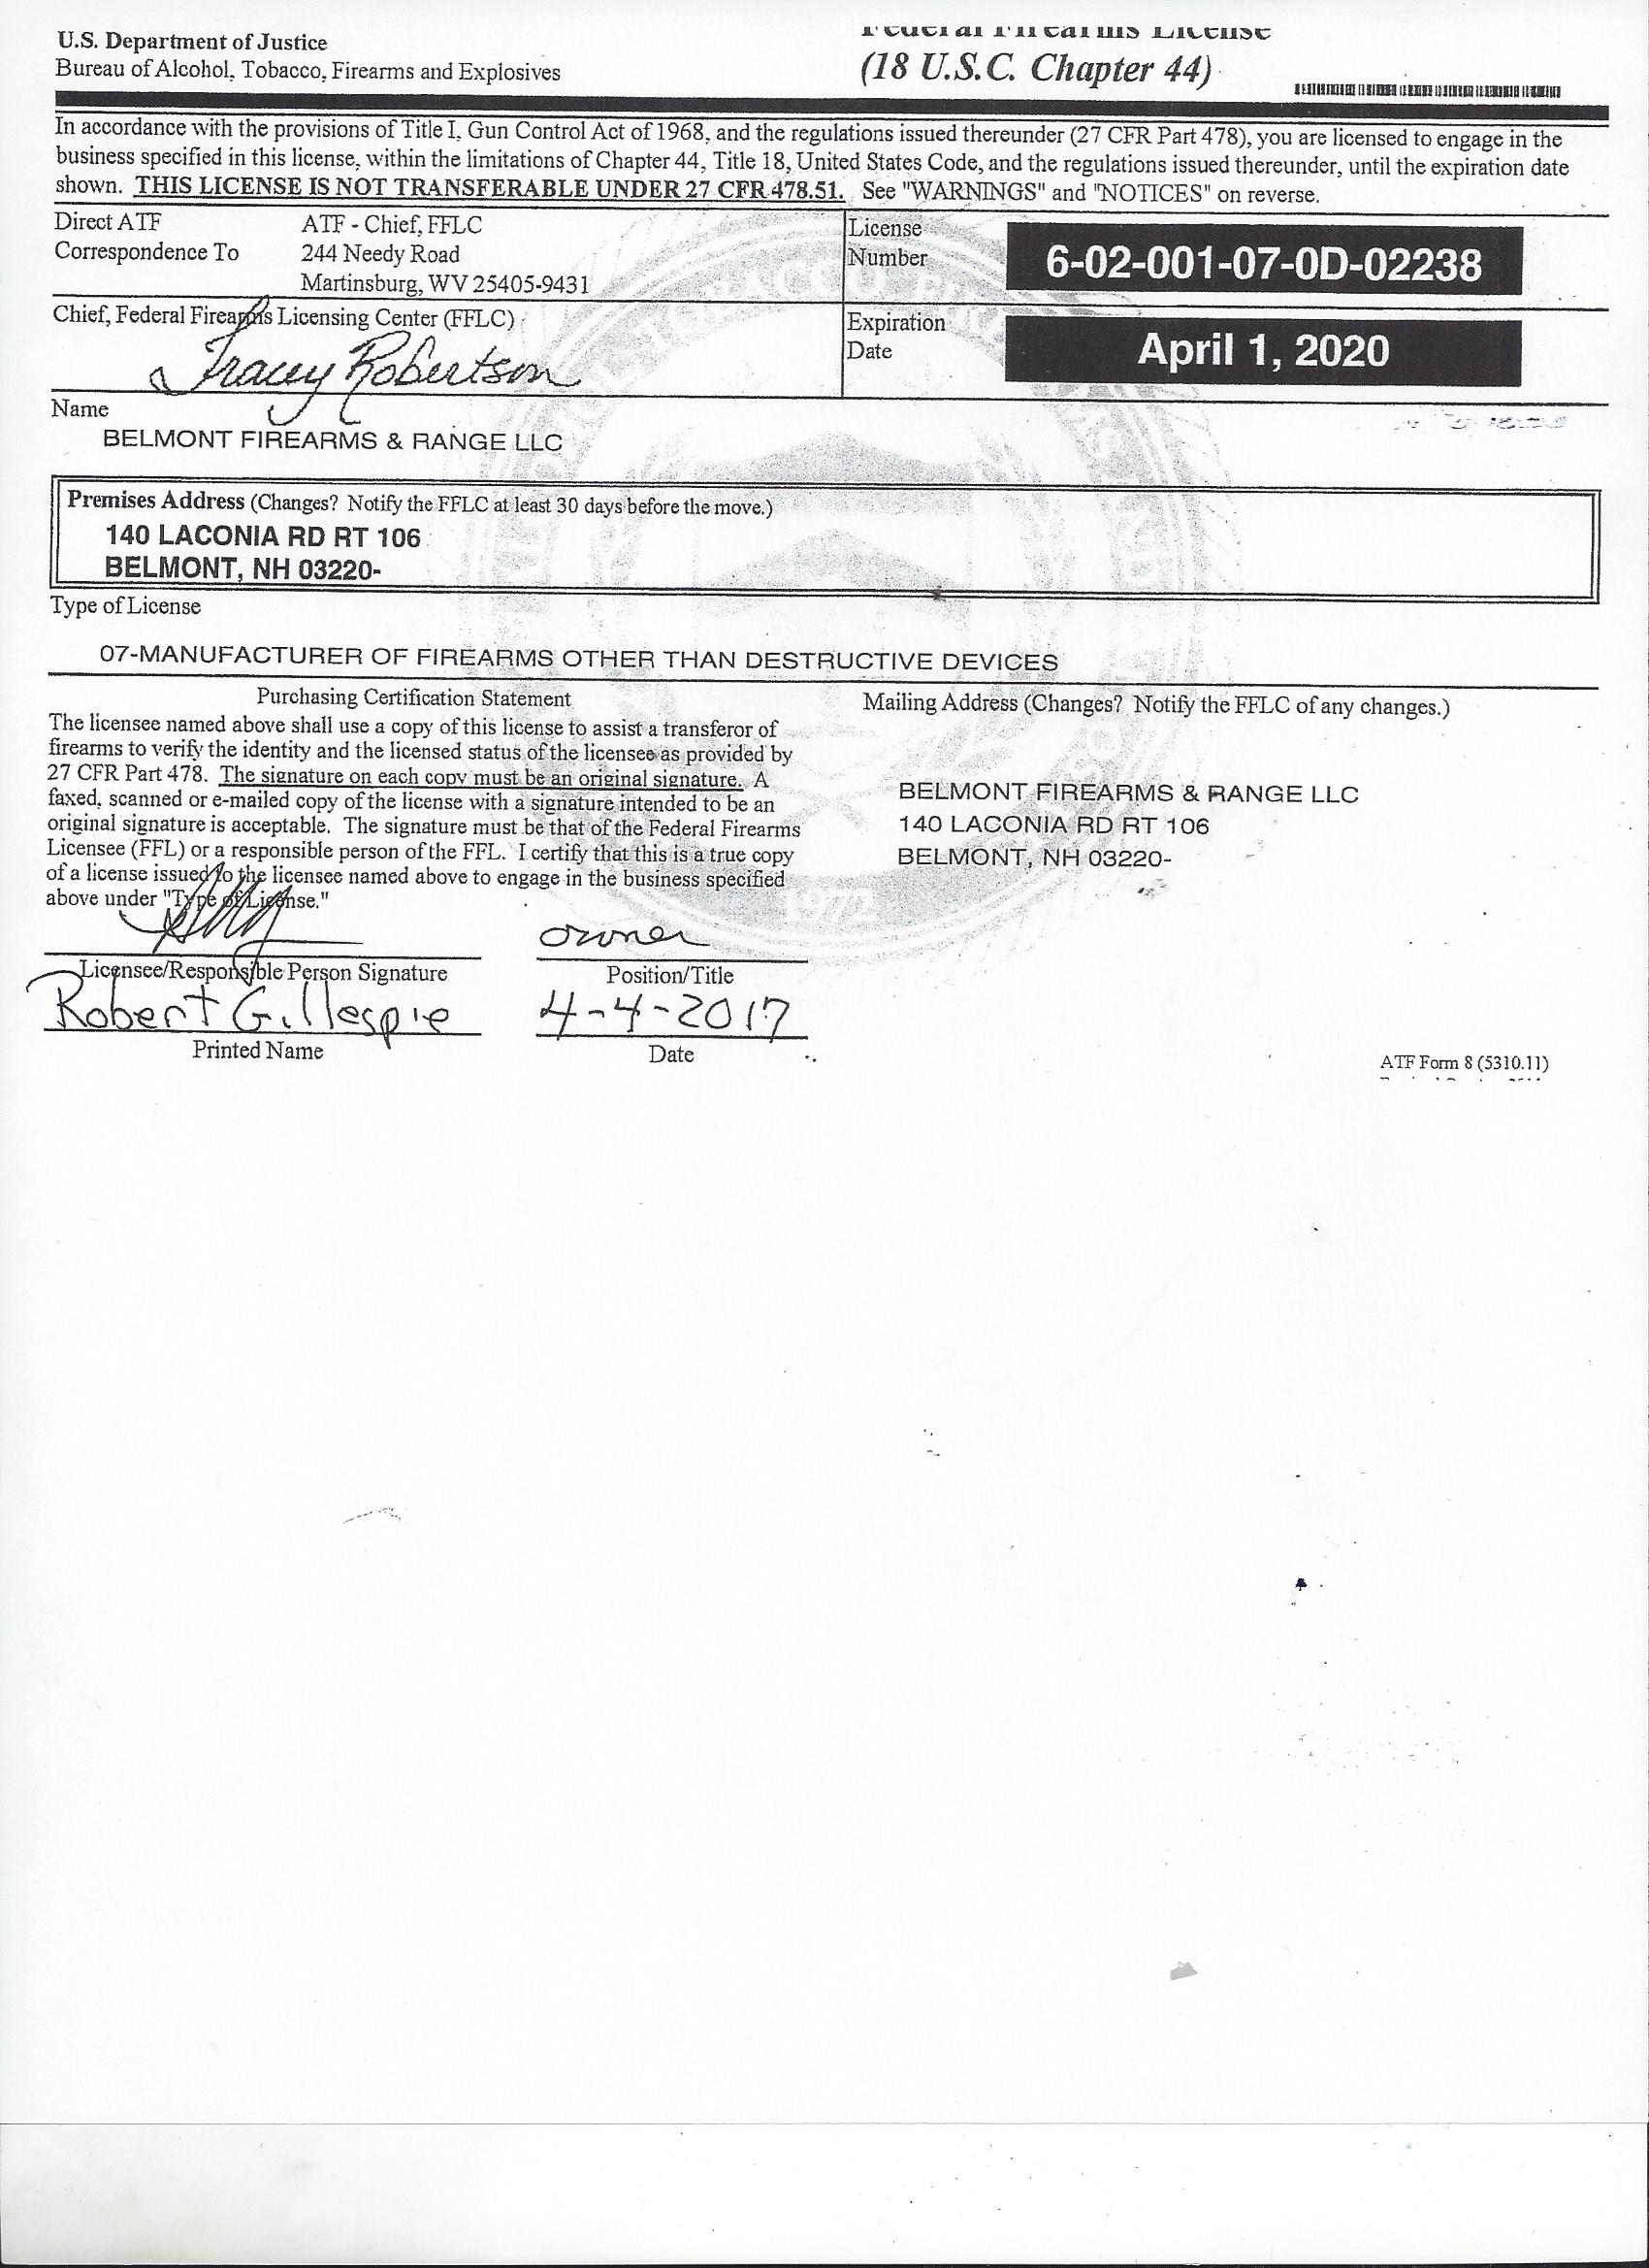 U.S. Department of Justice
Bureau of Alcohol, Tobacco, Firearms and Explosives
Federal Firearms License
(18 U.S.C. Chapter 44)
In accordance with the provisions of Title I, Gun Control Act of 1968, and the regulations issued thereunder (27 CFR Part 478), you are licensed to engage in the
business specified in this license, within the limitations of Chapter 44, Title 18, United States Code, and the regulations issued thereunder, until the expiration date
shown. THIS LICENSE IS NOT TRANSFERABLE UNDER 27 CFR 478.51. See "WARNINGS" and "NOTICES" on reverse.
Direct ATF
Correspondence To
ATF - Chief, FFLC
244 Needy Road
Martinsburg, WV 25405-9431
License
Number
6-02-001-07-0D-02238
Chief, Federal Firearms Licensing Center (FFLC)
Tracey Robertson
Expiration
Date
April 1, 2020
Name
BELMONT FIREARMS & RANGE LLC
Premises Address (Changes? Notify the FFLC at least 30 days before the move.)
140 LACONIA RD RT 106
BELMONT, NH 03220-
Type of License
07-MANUFACTURER OF FIREARMS OTHER THAN DESTRUCTIVE DEVICES
Purchasing Certification Statement
The licensee named above shall use a copy of this license to assist a transferor of
firearms to verify the identity and the licensed status of the licensee as provided by
27 CFR Part 478. The signature on each copy must be an original signature. A
faxed, scanned or e-mailed copy of the license with a signature intended to be an
original signature is acceptable. The signature must be that of the Federal Firearms
Licensee (FFL) or a responsible person of the FFL. I certify that this is a true copy
of a license issued to the licensee named above to engage in the business specified
above under "Type of License."
Mailing Address (Changes? Notify the FFLC of any changes.)
BELMONT FIREARMS & RANGE LLC
140 LACONIA RD RT 106
BELMONT, NH 03220-
1972
owner
Licensee/Responsible Person Signature
Position/Title
Robert Gillespie
4-4-2017
Printed Name
Date
ATF Form 8 (5310.11)